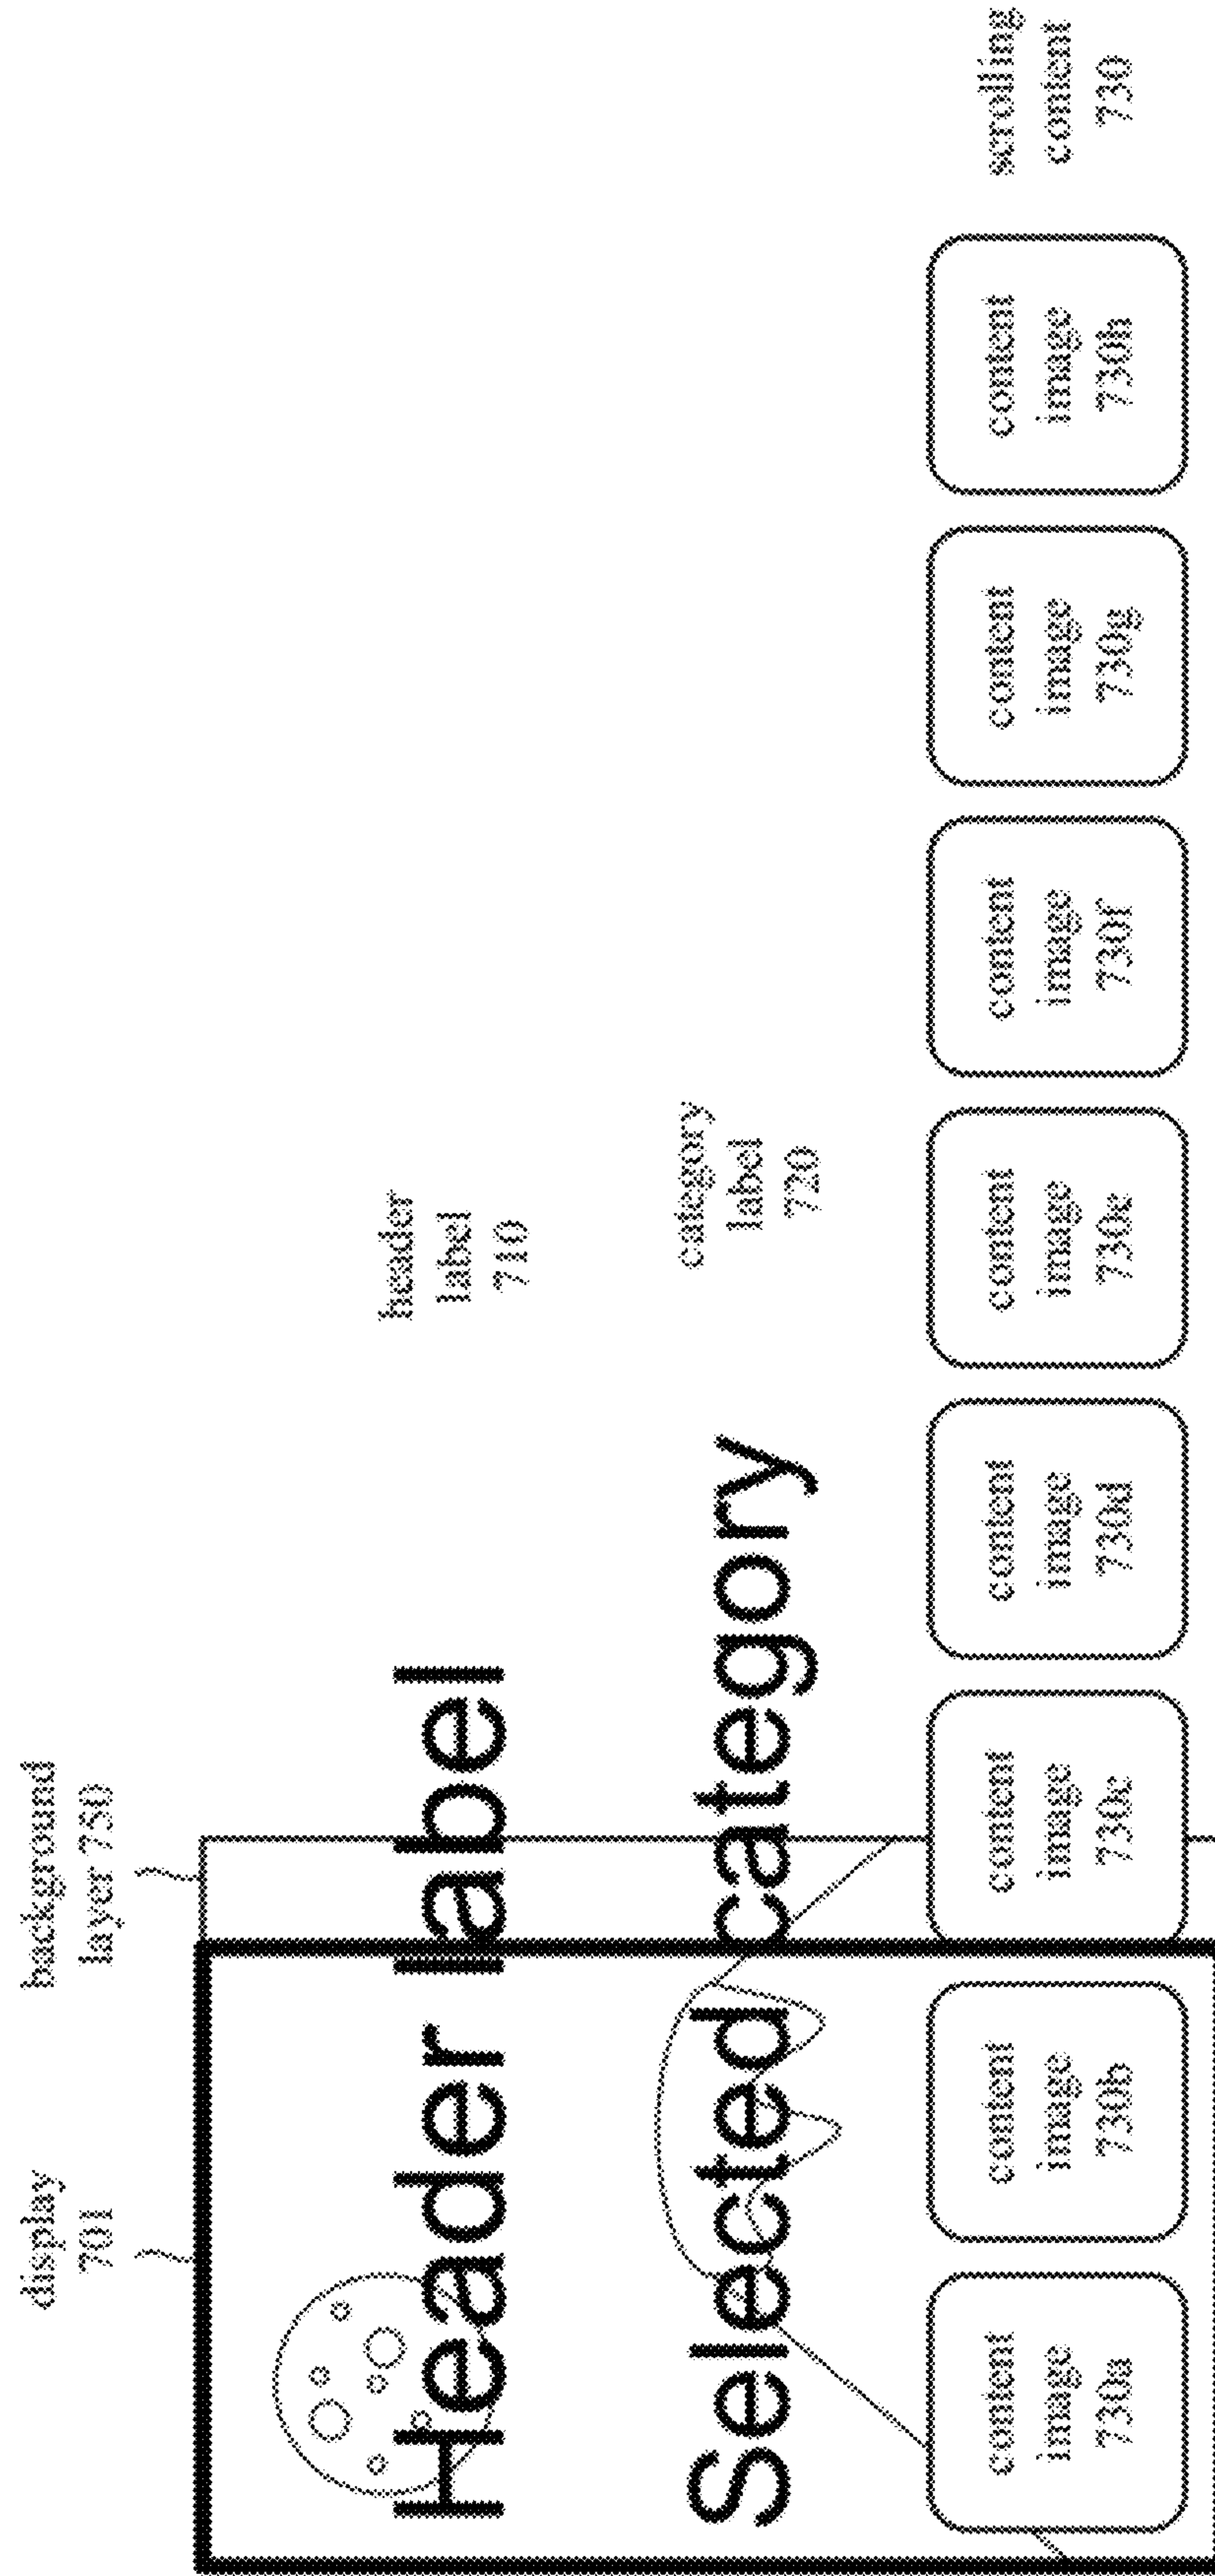 display
701
background
layer 750
Header label
header
label
710
Selected category
category
label
720
content
image
730a
content
image
730b
content
image
730c
content
image
730d
content
image
730e
content
image
730f
content
image
730g
content
image
730h
scrolling
content
730